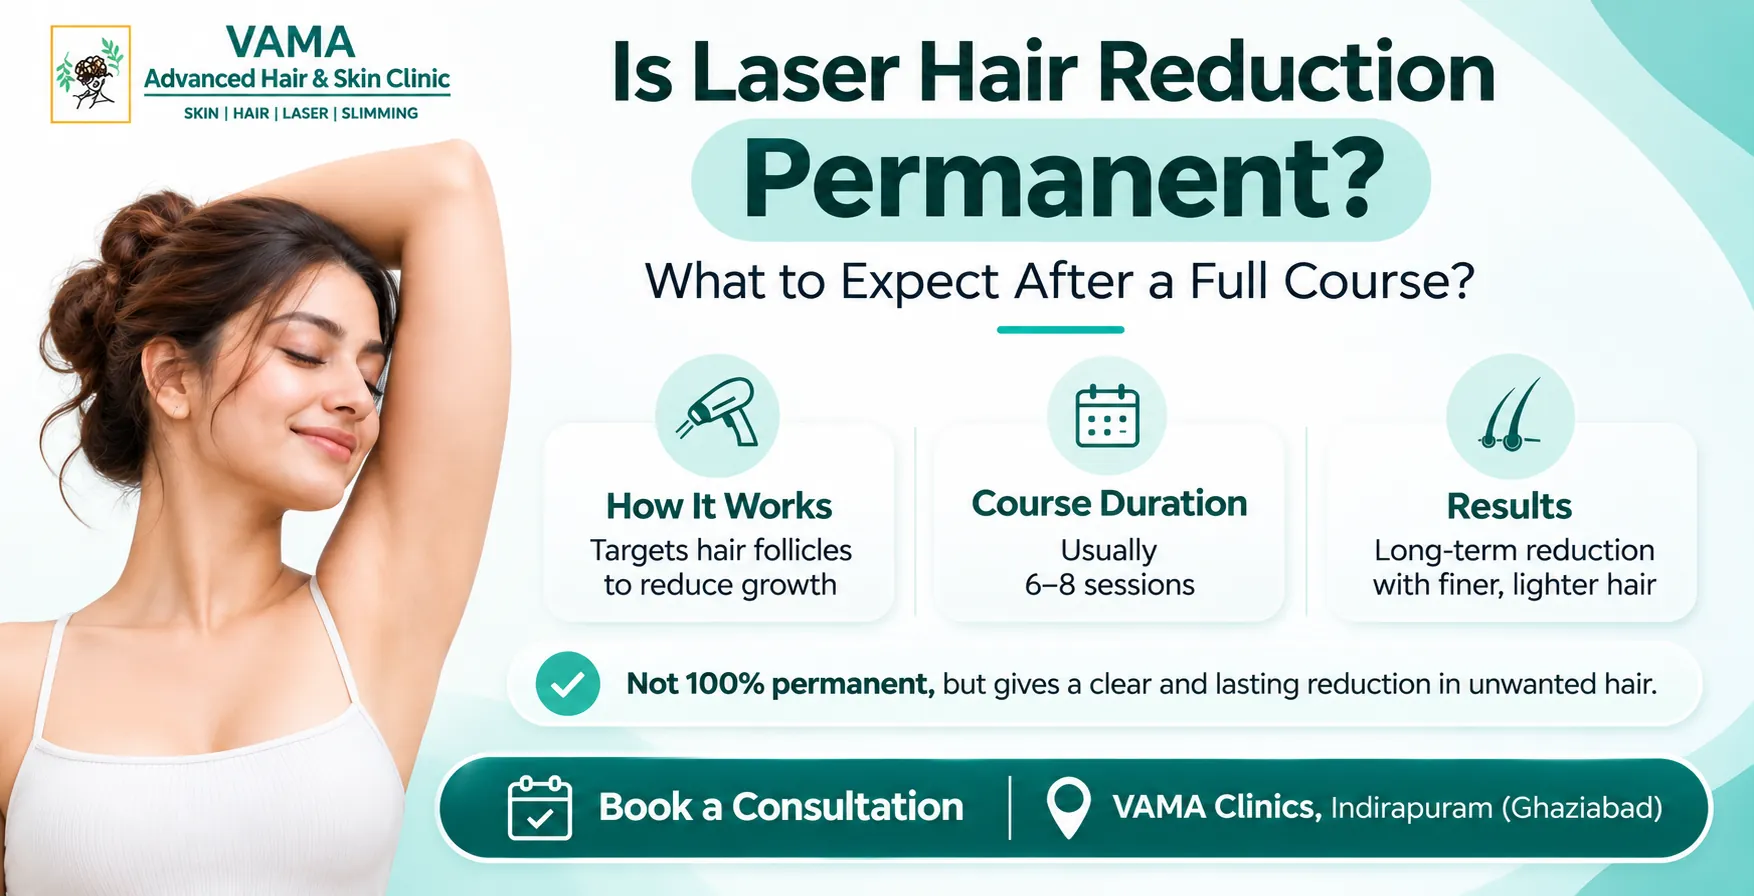 VAMA
Advanced Hair & Skin Clinic
SKIN | HAIR | LASER | SLIMMING
Is Laser Hair Reduction
Permanent?
What to Expect After a Full Course?
How It Works
Targets hair follicles
to reduce growth
Course Duration
Usually
6–8 sessions
Results
Long-term reduction
with finer, lighter hair
Not 100% permanent, but gives a clear and lasting reduction in unwanted hair.
Book a Consultation
VAMA Clinics, Indirapuram (Ghaziabad)